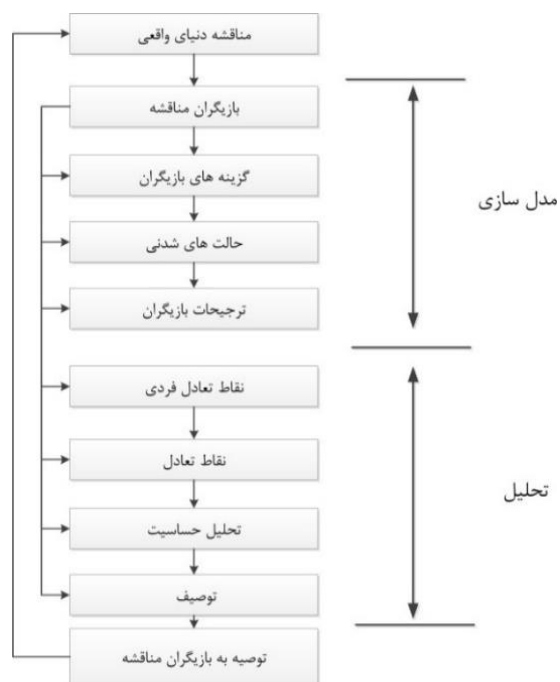 مناقشه دنیای واقعی
بازیگران مناقشه
گزینه های بازیگران
حالت های شدنی
ترجیحات بازیگران
مدل سازی
نقاط تعادل فردی
نقاط تعادل
تحلیل حساسیت
توصیف
تحلیل
توصیه به بازیگران مناقشه